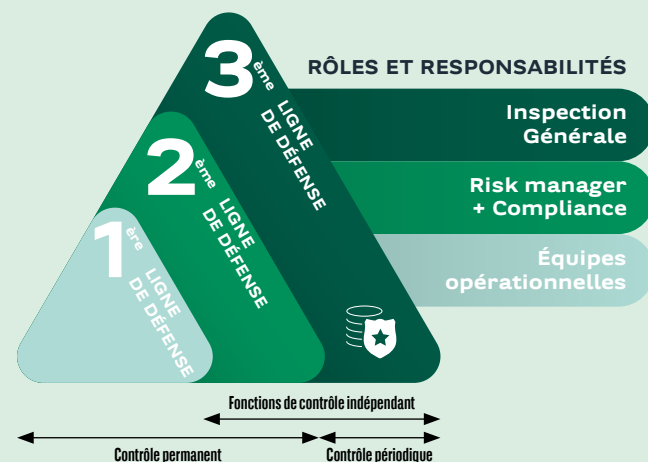 RÔLES ET RESPONSABILITÉS
3ème LIGNE
DE DÉFENSE
Inspection
Générale
2ème LIGNE
DE DÉFENSE
Risk manager
+ Compliance
1ère LIGNE
DE DÉFENSE
Équipes
opérationnelles
Fonctions de contrôle indépendant
Contrôle permanent
Contrôle périodique